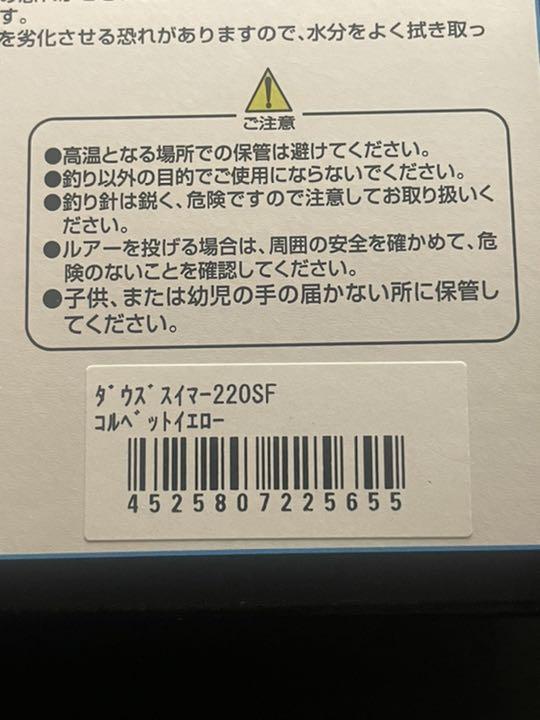 す。
を劣化させる恐れがありますので、水分をよく拭き取っ
ご注意
●高温となる場所での保管は避けてください。
●釣り以外の目的でご使用にならないでください。
●釣り針は鋭く、危険ですので注意してお取り扱いく
ださい。
●ルアーを投げる場合は、周囲の安全を確かめて、危
険のないことを確認してください。
●子供、または幼児の手の届かない所に保管し
てください。
ﾀﾞｳｽﾞｽｲﾏｰ220SF
ｺﾙﾍﾞｯﾄｲｴﾛｰ
4525807225655